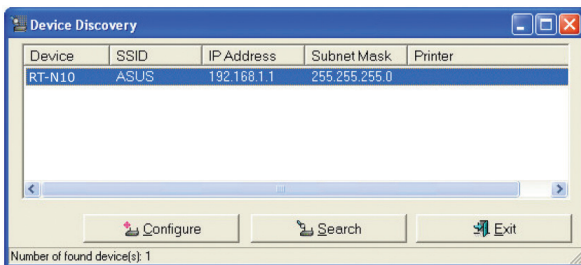 Device Discovery
Device SSID IP Address Subnet Mask Printer
RT-N10 ASUS 192.168.1.1 255.255.255.0
Configure Search Exit
Number of found device(s): 1